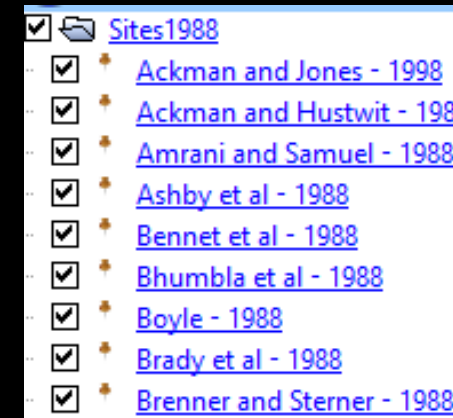 Sites1988
Ackman and Jones - 1998
Ackman and Hustwit - 198
Amrani and Samuel - 1988
Ashby et al - 1988
Bennet et al - 1988
Bhumbla et al - 1988
Boyle - 1988
Brady et al - 1988
Brenner and Sterner - 1988